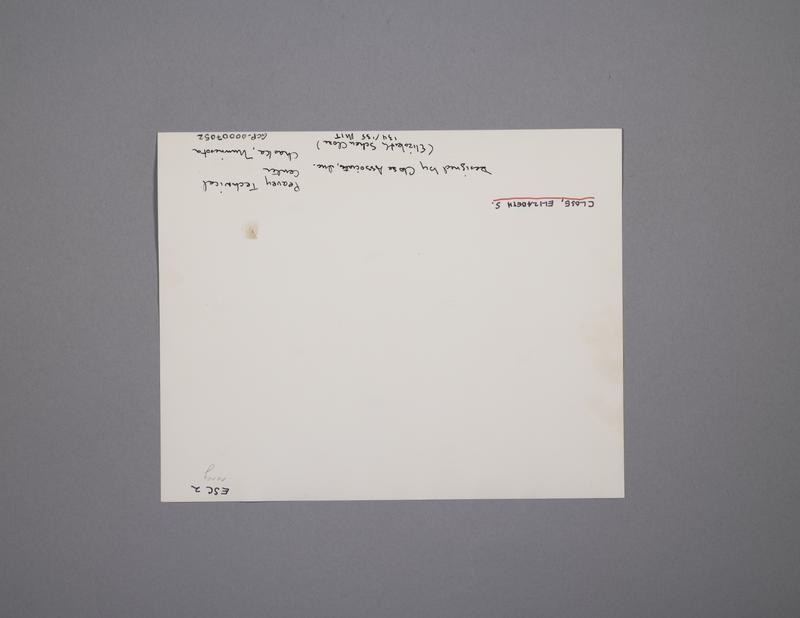 ESC 2
CLOSE, ELIZABETH S.
Peavey Technical
Center
Chaska, Minnesota
GCP-00007052
Designed by Close Associates, Inc.
(Elizabeth Scheu Close)
'34/'35 MIT